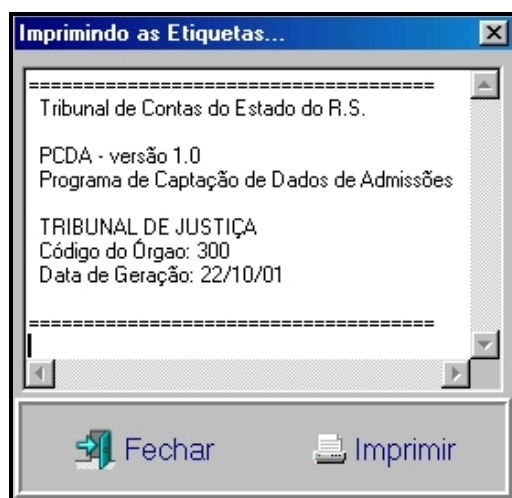 Imprimindo as Etiquetas...
=====================================
Tribunal de Contas do Estado do R.S.
PCDA - versão 1.0
Programa de Captação de Dados de Admissões
TRIBUNAL DE JUSTIÇA
Código do Órgao: 300
Data de Geração: 22/10/01
=====================================
Fechar
Imprimir